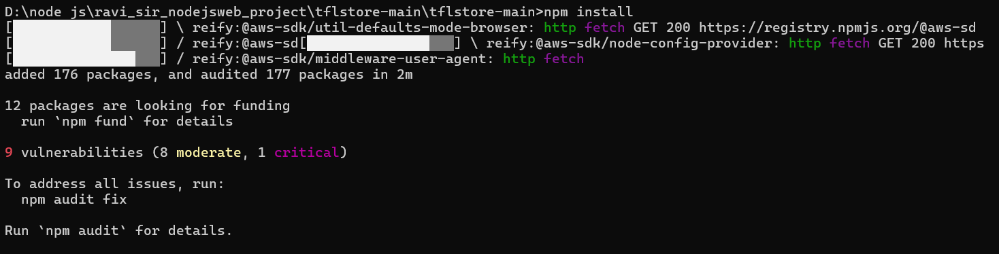 D:\node js\ravi_sir_nodejsweb_project\tflstore-main\tflstore-main>npm install
[                  ] \ reify:@aws-sdk/util-defaults-mode-browser: http fetch GET 200 https://registry.npmjs.org/@aws-sd
[                  ] / reify:@aws-sd[                  ] \ reify:@aws-sdk/node-config-provider: http fetch GET 200 https
[                  ] / reify:@aws-sdk/middleware-user-agent: http fetch
added 176 packages, and audited 177 packages in 2m

12 packages are looking for funding
  run `npm fund` for details

9 vulnerabilities (8 moderate, 1 critical)

To address all issues, run:
  npm audit fix

Run `npm audit` for details.